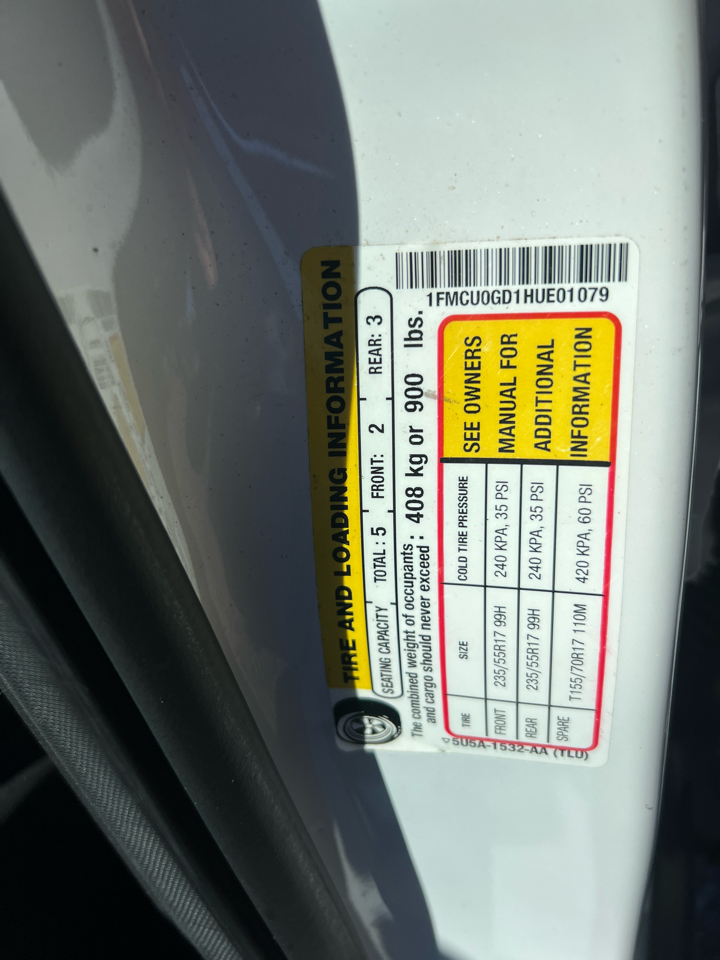 TIRE AND LOADING INFORMATION
SEATING CAPACITY TOTAL: 5 FRONT: 2 REAR: 3
The combined weight of occupants and cargo should never exceed: 408 kg or 900 lbs.
1FMCU0GD1HUE01079
TIRE SIZE COLD TIRE PRESSURE
FRONT 235/55R17 99H 240 KPA, 35 PSI
REAR 235/55R17 99H 240 KPA, 35 PSI
SPARE T155/70R17 110M 420 KPA, 60 PSI
SEE OWNERS
MANUAL FOR
ADDITIONAL
INFORMATION
5U5A-1532-AA (TLU)